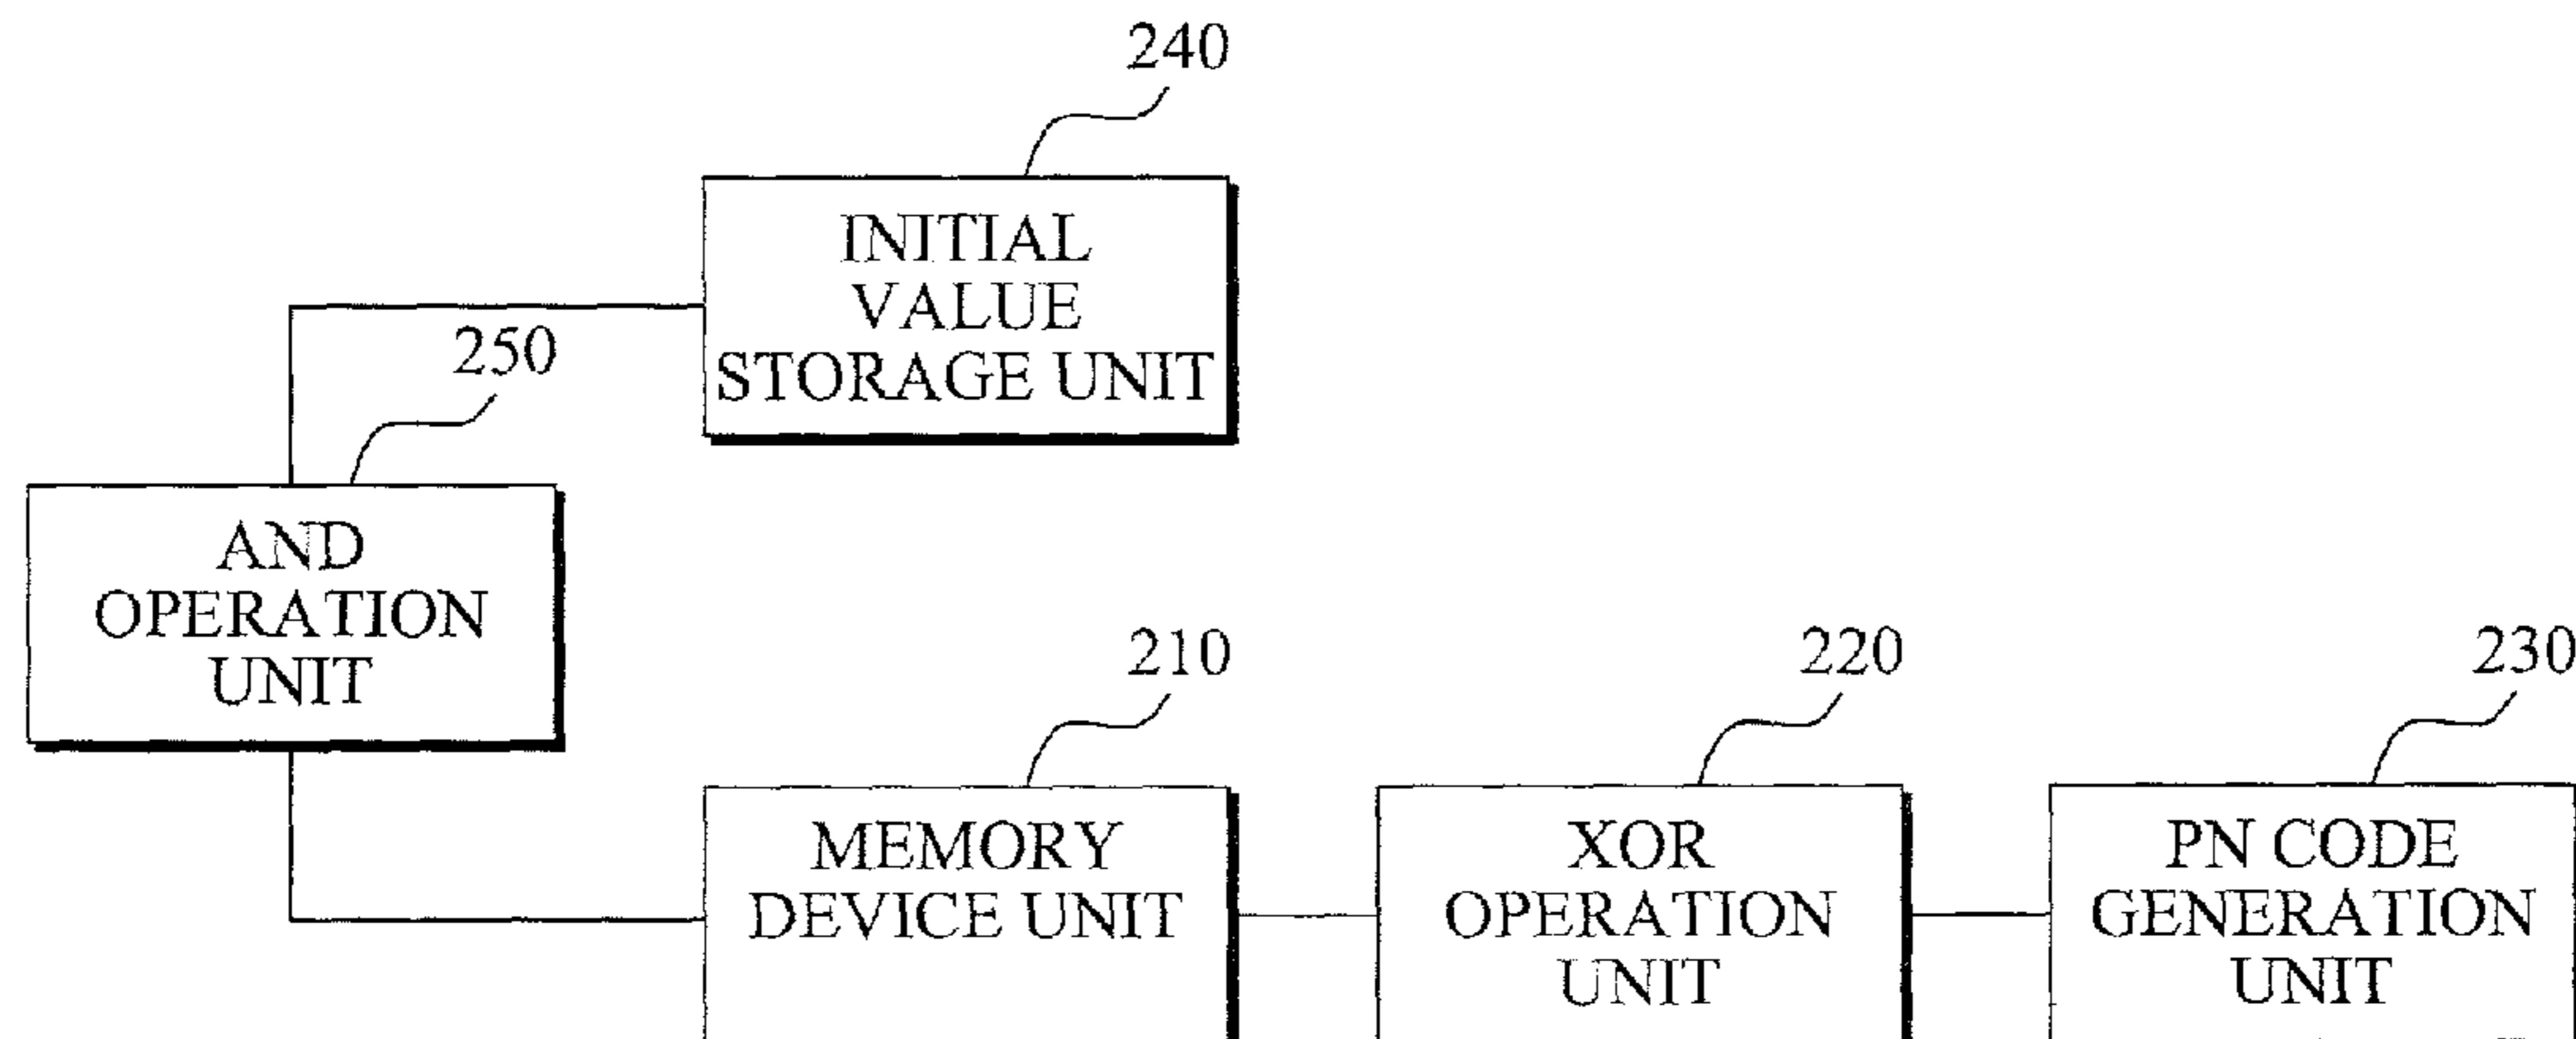 240
INITIAL
VALUE
STORAGE UNIT
250
AND
OPERATION
UNIT
210
MEMORY
DEVICE UNIT
220
XOR
OPERATION
UNIT
230
PN CODE
GENERATION
UNIT